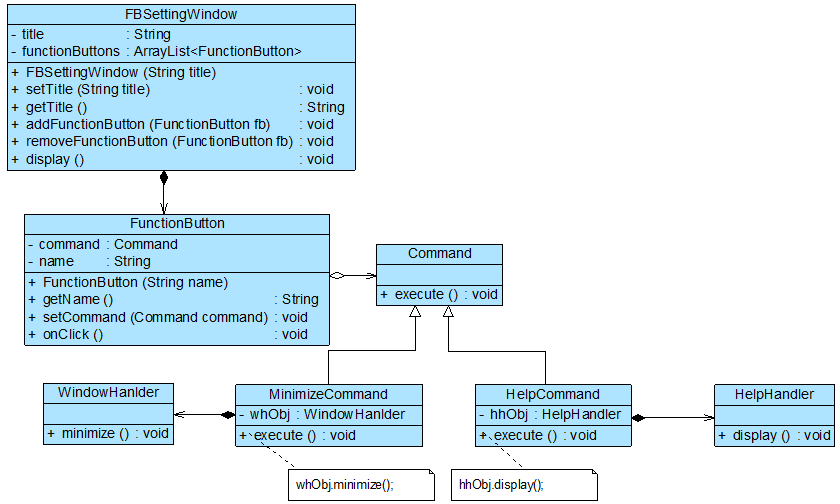 FBSettingWindow
- title : String
- functionButtons : ArrayList<FunctionButton>
+ FBSettingWindow (String title)
+ setTitle (String title) : void
+ getTitle () : String
+ addFunctionButton (FunctionButton fb) : void
+ removeFunctionButton (FunctionButton fb) : void
+ display () : void
FunctionButton
- command : Command
- name : String
+ FunctionButton (String name)
+ getName () : String
+ setCommand (Command command) : void
+ onClick () : void
Command
+ execute () : void
WindowHanlder
+ minimize () : void
MinimizeCommand
- whObj : WindowHanlder
+ execute () : void
HelpCommand
- hhObj : HelpHandler
+ execute () : void
HelpHandler
+ display () : void
whObj.minimize();
hhObj.display();